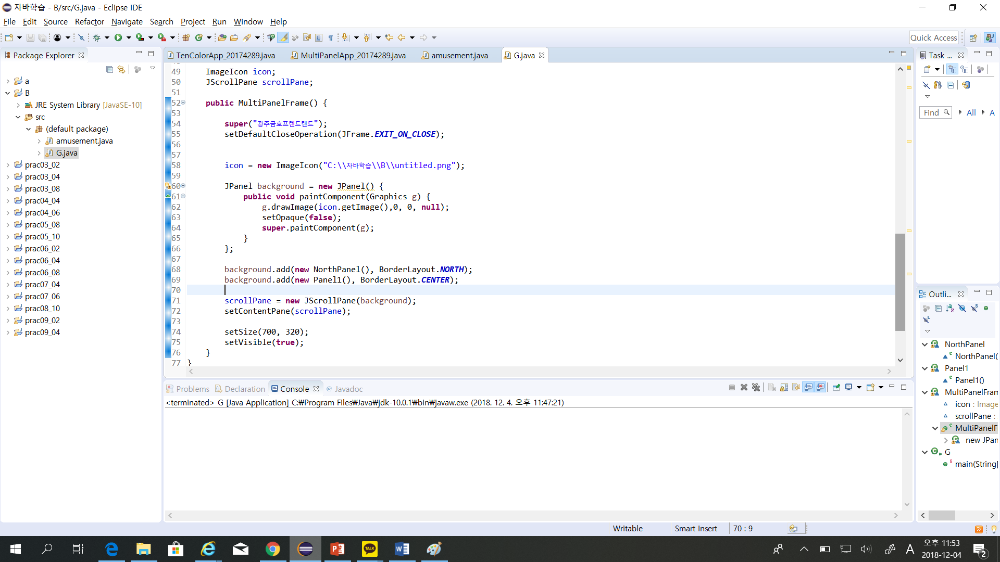 자바학습 - B/src/G.java - Eclipse IDE
File Edit Source Refactor Navigate Search Project Run Window Help
Quick Access
Package Explorer
a
B
JRE System Library [JavaSE-10]
src
(default package)
amusement.java
G.java
prac03_02
prac03_04
prac03_08
prac04_04
prac04_06
prac05_08
prac05_10
prac06_02
prac06_04
prac06_08
prac07_04
prac07_06
prac08_10
prac09_02
prac09_04
TenColorApp_20174289.java MultiPanelApp_20174289.java amusement.java G.java
49 ImageIcon icon;
50 JScrollPane scrollPane;
51
52 public MultiPanelFrame() {
53
54 super("광주금호프렌드랜드");
55 setDefaultCloseOperation(JFrame.EXIT_ON_CLOSE);
56
57
58 icon = new ImageIcon("C:\\자바학습\\B\\untitled.png");
59
60 JPanel background = new JPanel() {
61 public void paintComponent(Graphics g) {
62 g.drawImage(icon.getImage(),0, 0, null);
63 setOpaque(false);
64 super.paintComponent(g);
65 }
66 };
67
68 background.add(new NorthPanel(), BorderLayout.NORTH);
69 background.add(new Panel1(), BorderLayout.CENTER);
70
71 scrollPane = new JScrollPane(background);
72 setContentPane(scrollPane);
73
74 setSize(700, 320);
75 setVisible(true);
76 }
77 }
Problems Declaration Console Javadoc
<terminated> G [Java Application] C:₩Program Files₩Java₩jdk-10.0.1₩bin₩javaw.exe (2018. 12. 4. 오후 11:47:21)
Task ...
Find All A
Outli...
NorthPanel
NorthPanel(
Panel1
Panel1()
MultiPanelFram
icon : Image
scrollPane :
MultiPanelF
new JPan
G
main(String[
Writable Smart Insert 70 : 9
TALK
A
오후 11:53
2018-12-04
2